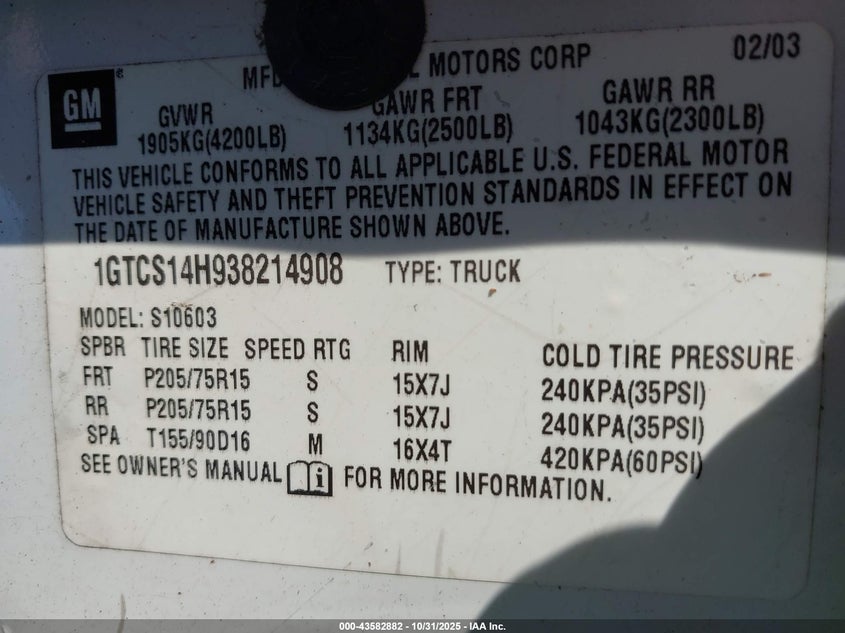 GM
MFD L MOTORS CORP 02/03
GVWR GAWR FRT GAWR RR
1905KG(4200LB) 1134KG(2500LB) 1043KG(2300LB)
THIS VEHICLE CONFORMS TO ALL APPLICABLE U.S. FEDERAL MOTOR
VEHICLE SAFETY AND THEFT PREVENTION STANDARDS IN EFFECT ON
THE DATE OF MANUFACTURE SHOWN ABOVE.
1GTCS14H938214908 TYPE: TRUCK
MODEL: S10603
SPBR TIRE SIZE SPEED RTG RIM COLD TIRE PRESSURE
FRT P205/75R15 S 15X7J 240KPA(35PSI)
RR P205/75R15 S 15X7J 240KPA(35PSI)
SPA T155/90D16 M 16X4T 420KPA(60PSI)
SEE OWNER'S MANUAL i FOR MORE INFORMATION.
000-43582882 - 10/31/2025 - IAA Inc.